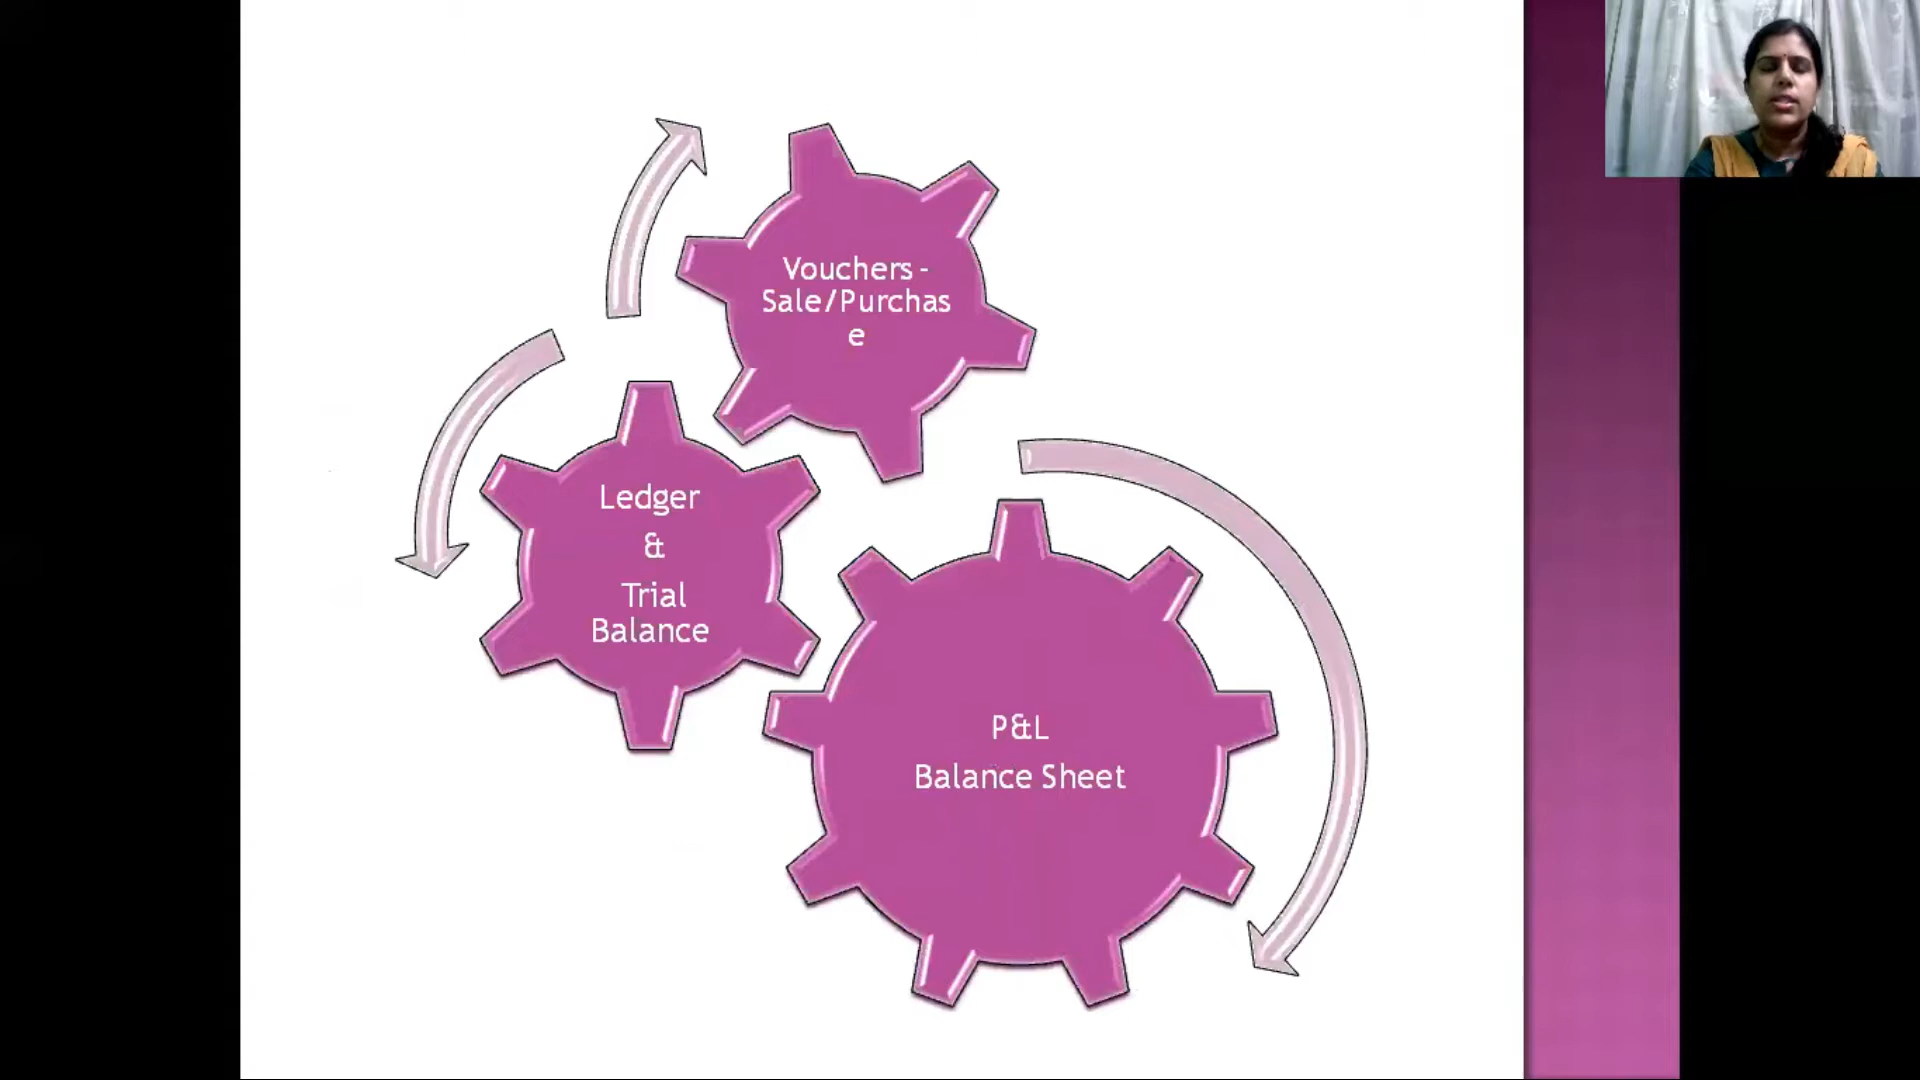 Vouchers -
Sale/Purchas
e
Ledger
&
Trial
Balance
P&L
Balance Sheet